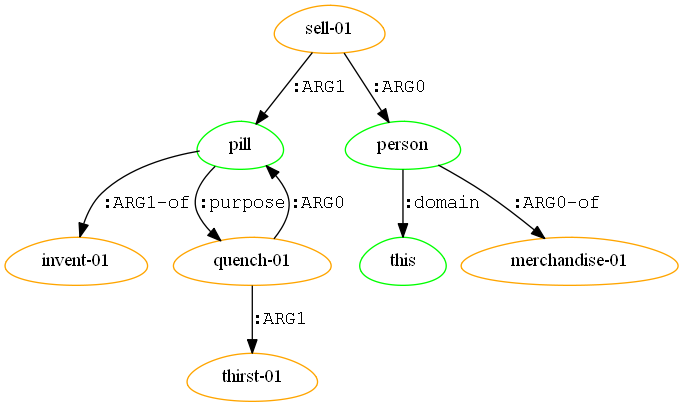 sell-01
:ARG1 :ARG0
pill person
:ARG1-of :purpose :ARG0 :domain :ARG0-of
invent-01 quench-01 this merchandise-01
:ARG1
thirst-01